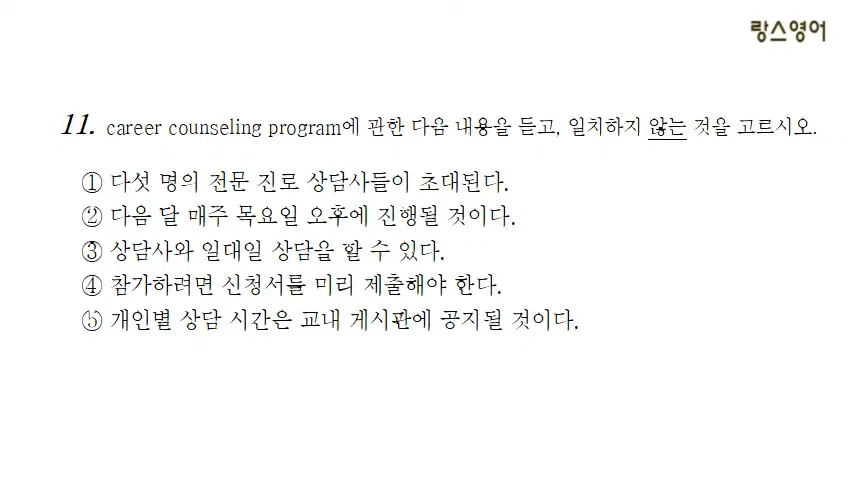 랑스영어
11. career counseling program에 관한 다음 내용을 듣고, 일치하지 않는 것을 고르시오.
① 다섯 명의 전문 진로 상담사들이 초대된다.
② 다음 달 매주 목요일 오후에 진행될 것이다.
③ 상담사와 일대일 상담을 할 수 있다.
④ 참가하려면 신청서를 미리 제출해야 한다.
⑤ 개인별 상담 시간은 교내 게시판에 공지될 것이다.